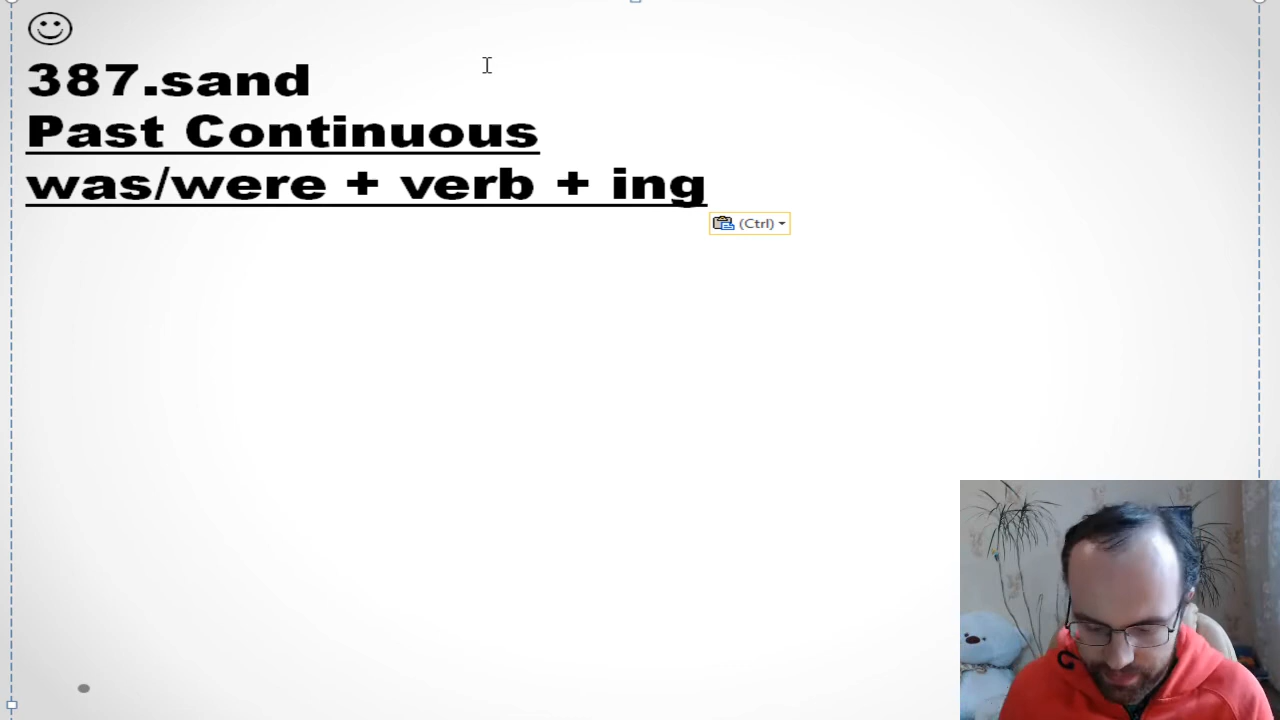 387.sand
Past Continuous
was/were + verb + ing
(Ctrl)